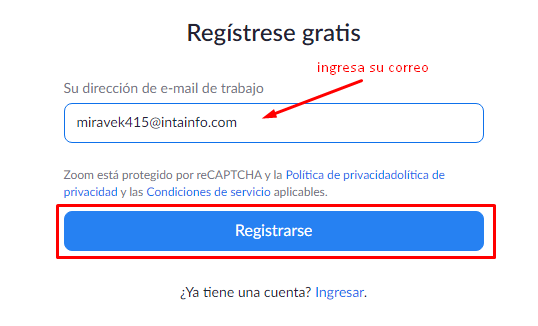 Regístrese gratis
ingresa su correo
Su dirección de e-mail de trabajo
miravek415@intainfo.com
Zoom está protegido por reCAPTCHA y la Política de privacidadolítica de
privacidad y las Condiciones de servicio aplicables.
Registrarse
¿Ya tiene una cuenta? Ingresar.